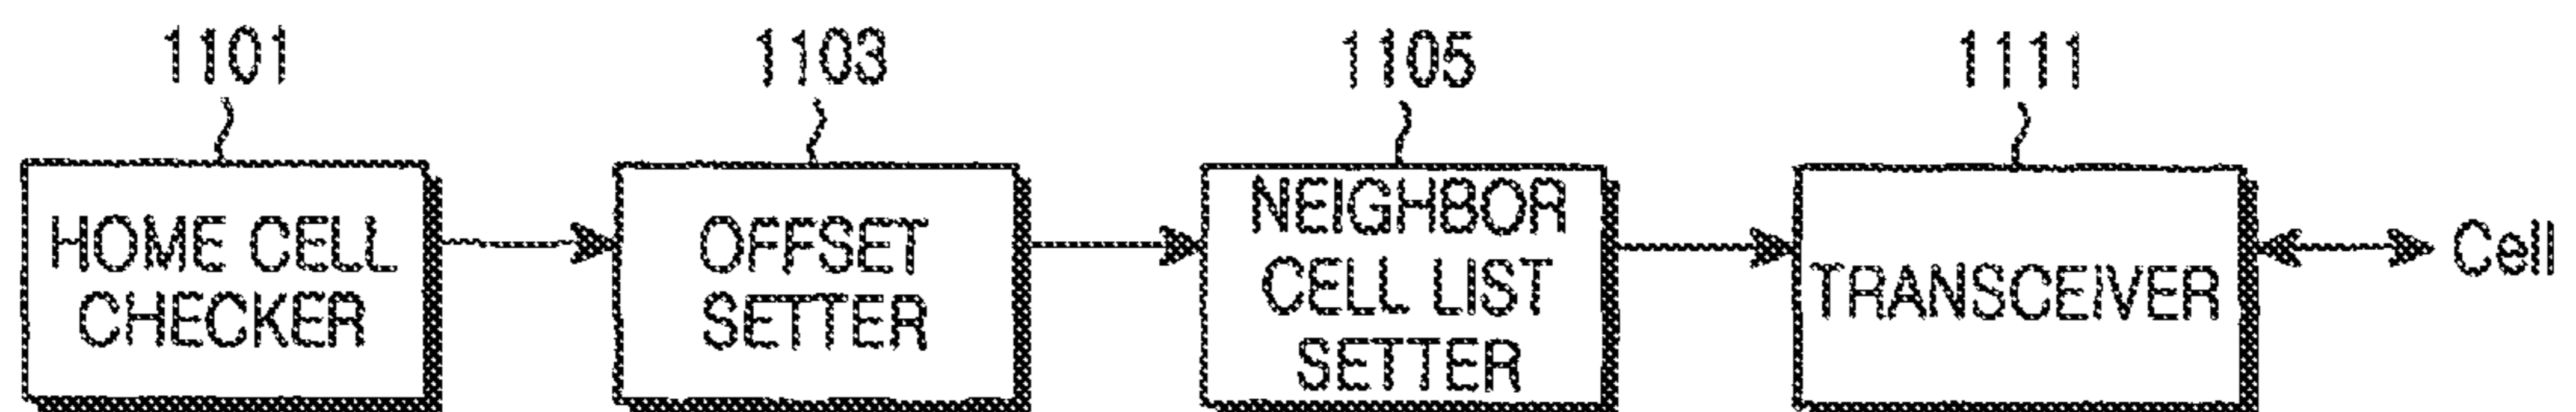 1101
1103
1105
1111
HOME CELL
CHECKER
OFFSET
SETTER
NEIGHBOR
CELL LIST
SETTER
TRANSCEIVER
Cell